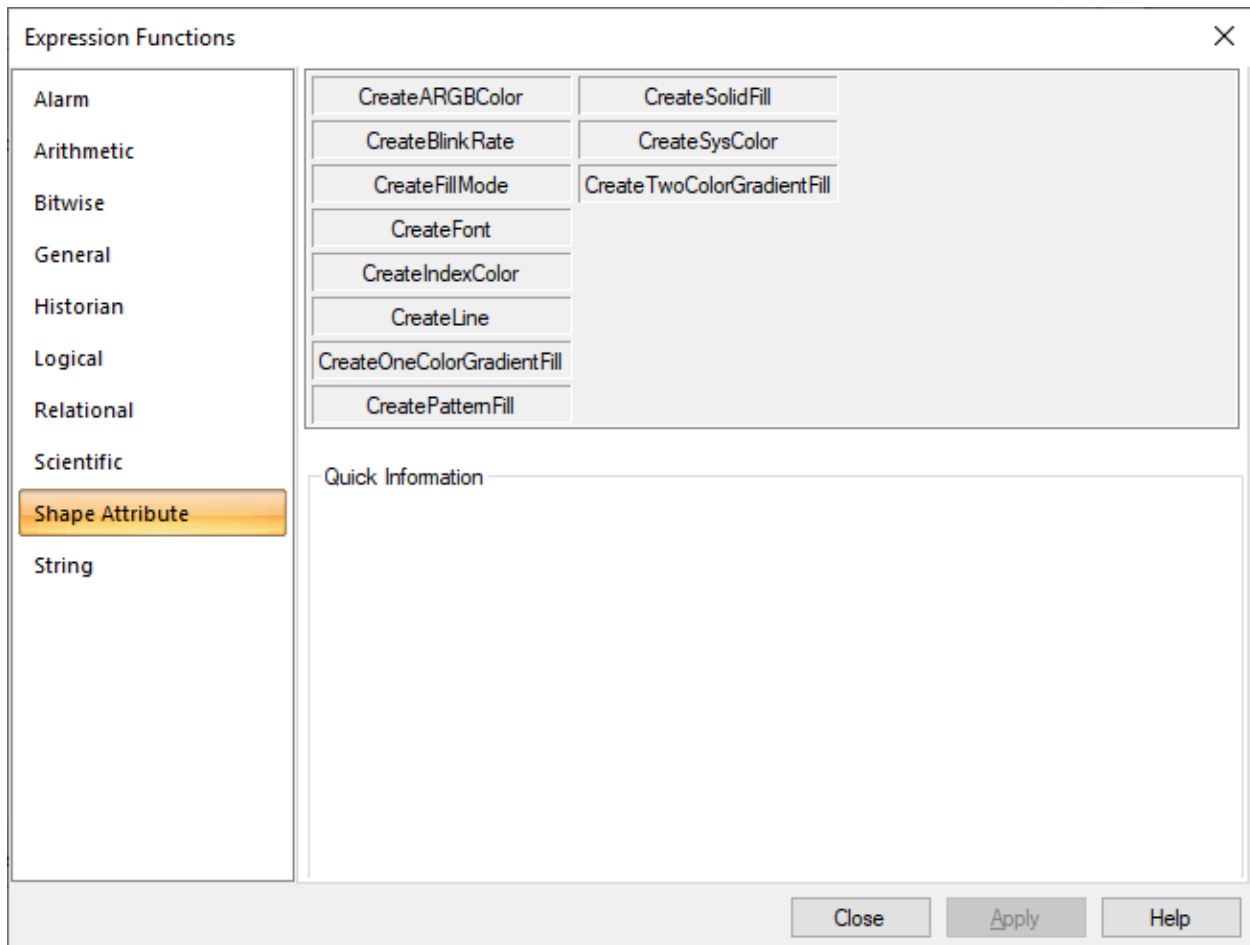 Expression Functions
Alarm
Arithmetic
Bitwise
General
Historian
Logical
Relational
Scientific
Shape Attribute
String
CreateARGBColor
CreateSolidFill
CreateBlinkRate
CreateSysColor
CreateFillMode
CreateTwoColorGradientFill
CreateFont
CreateIndexColor
CreateLine
CreateOneColorGradientFill
CreatePatternFill
Quick Information
Close
Apply
Help